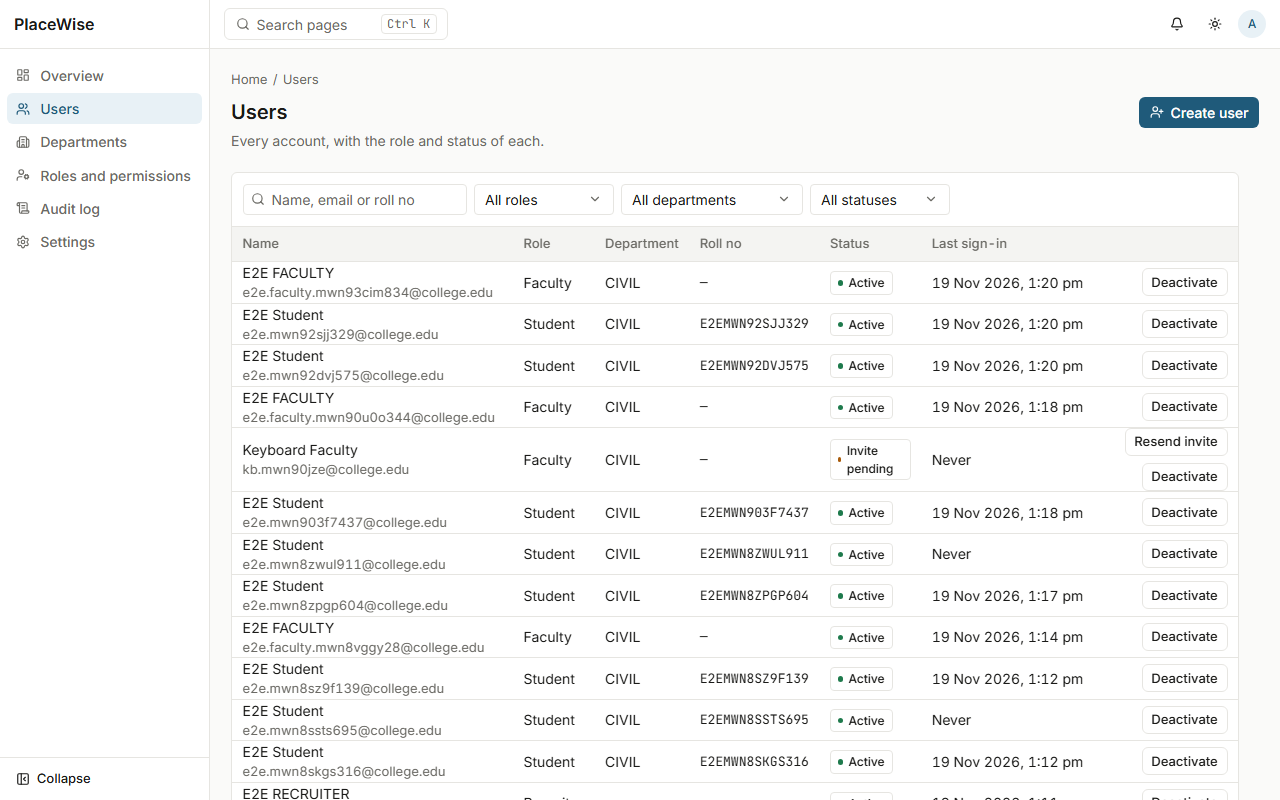 PlaceWise
Search pages Ctrl K
A
Overview
Users
Departments
Roles and permissions
Audit log
Settings
Collapse
Home / Users
Users
Create user
Every account, with the role and status of each.
Name, email or roll no All roles All departments All statuses
Name Role Department Roll no Status Last sign-in
E2E FACULTY
e2e.faculty.mwn93cim834@college.edu Faculty CIVIL – Active 19 Nov 2026, 1:20 pm Deactivate
E2E Student
e2e.mwn92sjj329@college.edu Student CIVIL E2EMWN92SJJ329 Active 19 Nov 2026, 1:20 pm Deactivate
E2E Student
e2e.mwn92dvj575@college.edu Student CIVIL E2EMWN92DVJ575 Active 19 Nov 2026, 1:20 pm Deactivate
E2E FACULTY
e2e.faculty.mwn90u0o344@college.edu Faculty CIVIL – Active 19 Nov 2026, 1:18 pm Deactivate
Keyboard Faculty
kb.mwn90jze@college.edu Faculty CIVIL – Invite pending Never Resend invite Deactivate
E2E Student
e2e.mwn903f7437@college.edu Student CIVIL E2EMWN903F7437 Active 19 Nov 2026, 1:18 pm Deactivate
E2E Student
e2e.mwn8zwul911@college.edu Student CIVIL E2EMWN8ZWUL911 Active Never Deactivate
E2E Student
e2e.mwn8zpgp604@college.edu Student CIVIL E2EMWN8ZPGP604 Active 19 Nov 2026, 1:17 pm Deactivate
E2E FACULTY
e2e.faculty.mwn8vggy28@college.edu Faculty CIVIL – Active 19 Nov 2026, 1:14 pm Deactivate
E2E Student
e2e.mwn8sz9f139@college.edu Student CIVIL E2EMWN8SZ9F139 Active 19 Nov 2026, 1:12 pm Deactivate
E2E Student
e2e.mwn8ssts695@college.edu Student CIVIL E2EMWN8SSTS695 Active Never Deactivate
E2E Student
e2e.mwn8skgs316@college.edu Student CIVIL E2EMWN8SKGS316 Active 19 Nov 2026, 1:12 pm Deactivate
E2E RECRUITER